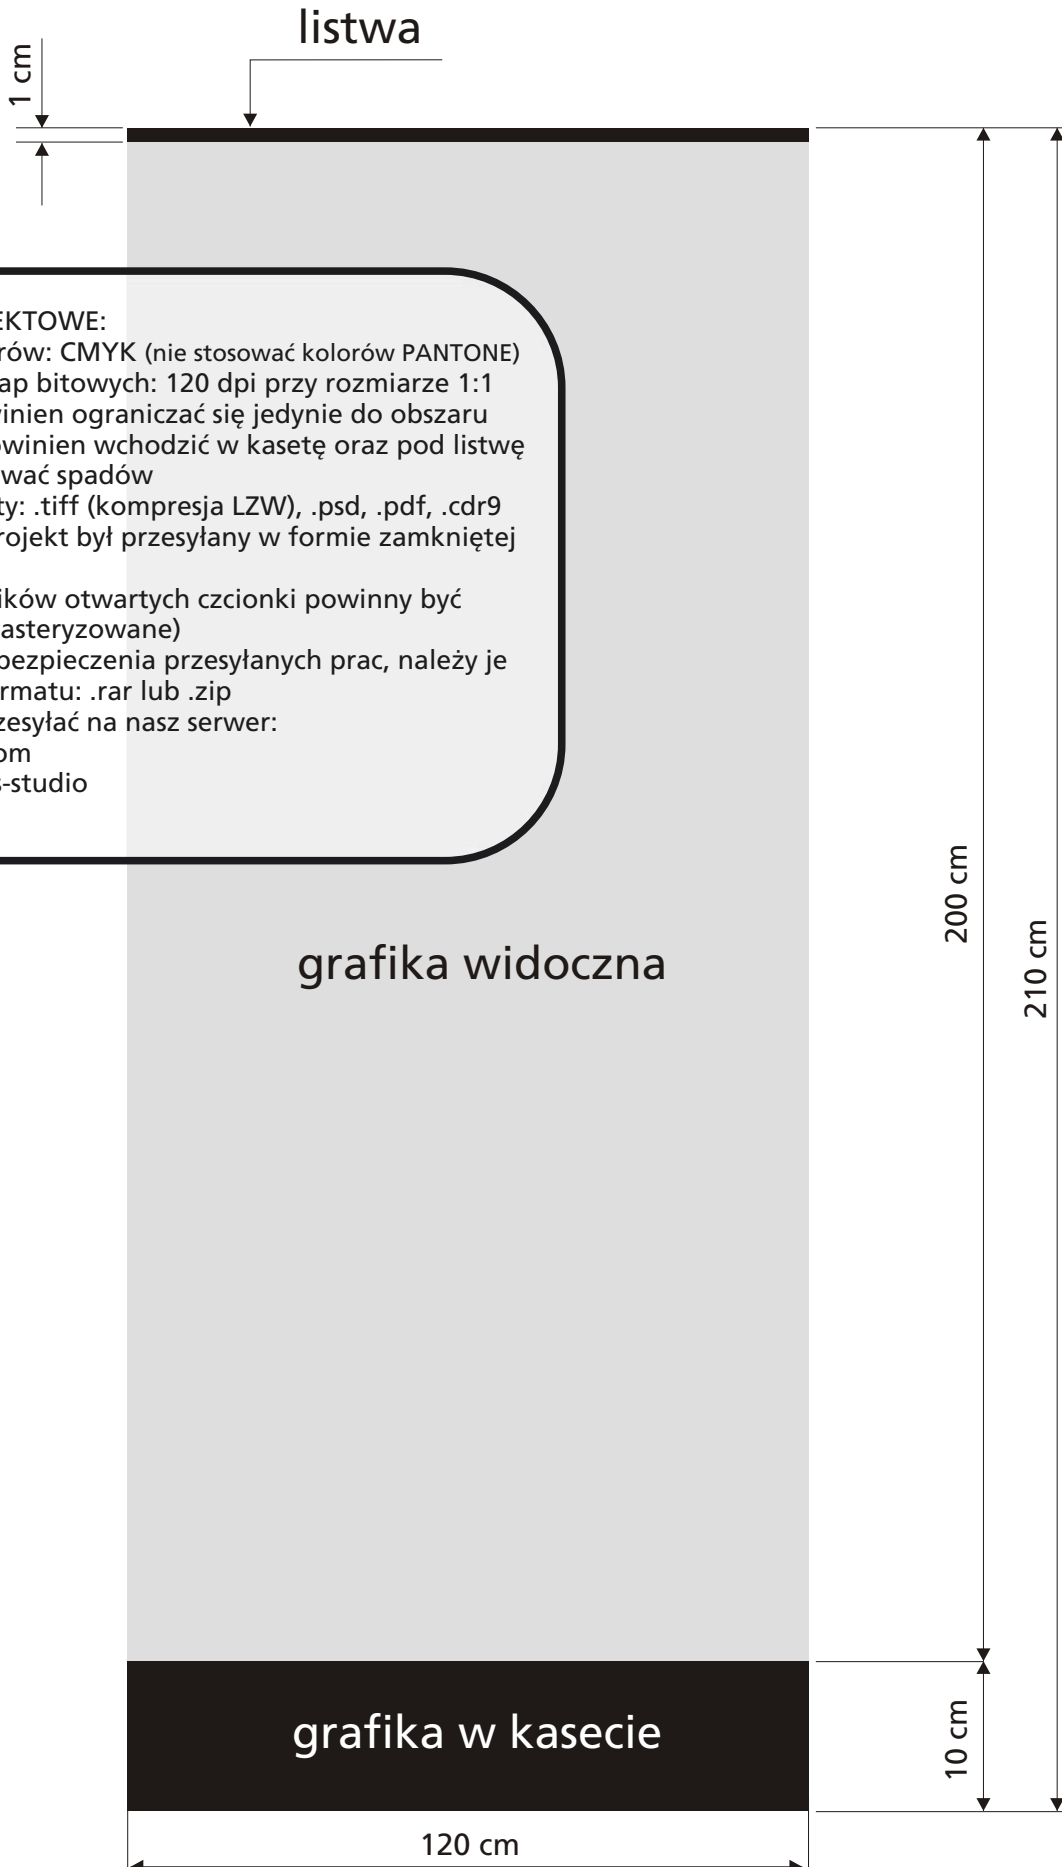 listwa
1 cm
EKTOWE:
rów: CMYK (nie stosować kolorów PANTONE)
ap bitowych: 120 dpi przy rozmiarze 1:1
winien ograniczać się jedynie do obszaru
owinien wchodzić w kasetę oraz pod listwę
wać spadów
ty: .tiff (kompresja LZW), .psd, .pdf, .cdr9
rojekt był przesyłany w formie zamkniętej
ików otwartych czcionki powinny być
asteryzowane)
bezpieczenia przesyłanych prac, należy je
rmatu: .rar lub .zip
zesyłać na nasz serwer:
om
s-studio
200 cm
210 cm
grafika widoczna
grafika w kasecie
10 cm
120 cm